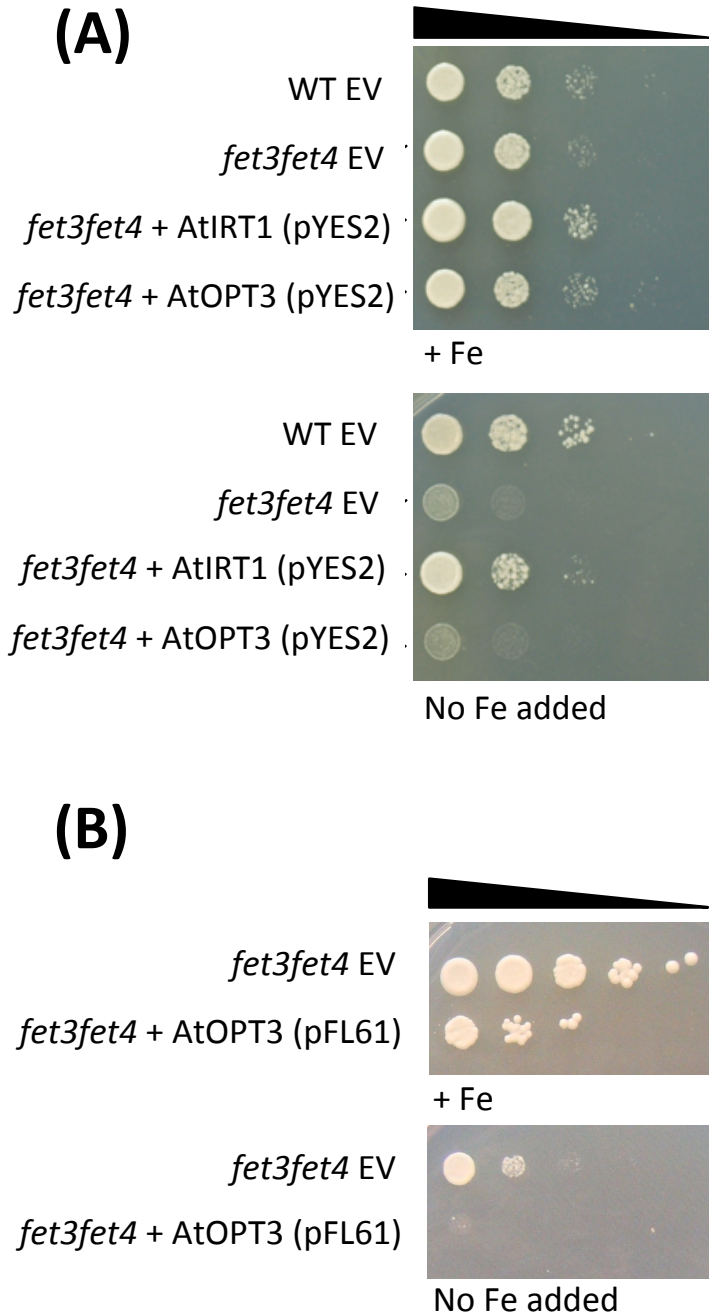 (A)
WT EV
fet3fet4 EV
fet3fet4 + AtIRT1 (pYES2)
fet3fet4 + AtOPT3 (pYES2)
+ Fe
WT EV
fet3fet4 EV
fet3fet4 + AtIRT1 (pYES2)
fet3fet4 + AtOPT3 (pYES2)
No Fe added
(B)
fet3fet4 EV
fet3fet4 + AtOPT3 (pFL61)
+ Fe
fet3fet4 EV
fet3fet4 + AtOPT3 (pFL61)
No Fe added